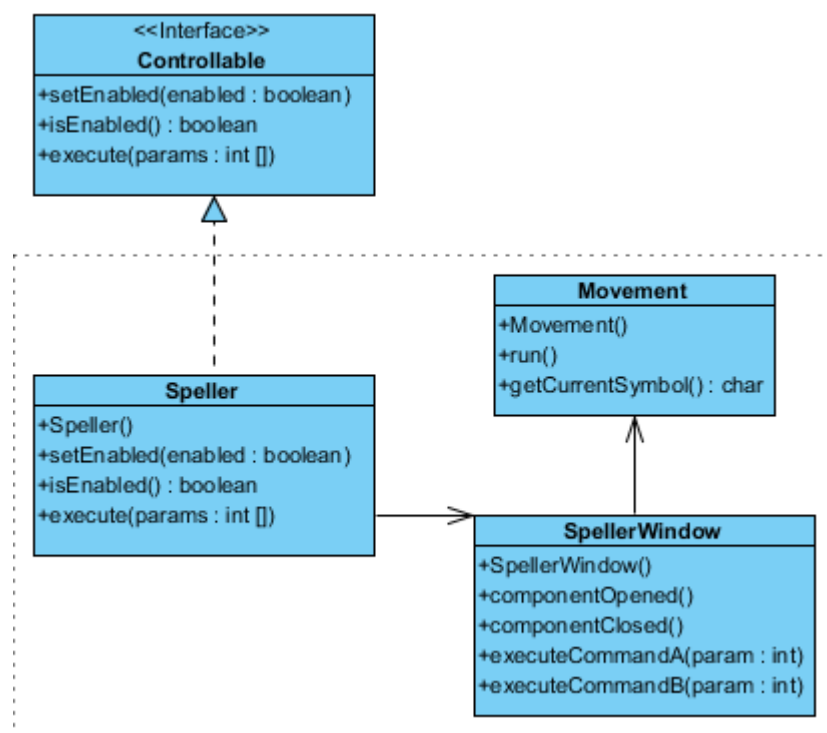 <<Interface>>
Controllable
+setEnabled(enabled : boolean)
+isEnabled() : boolean
+execute(params : int [])
Movement
+Movement()
+run()
+getCurrentSymbol() : char
Speller
+Speller()
+setEnabled(enabled : boolean)
+isEnabled() : boolean
+execute(params : int [])
SpellerWindow
+SpellerWindow()
+componentOpened()
+componentClosed()
+executeCommandA(param : int)
+executeCommandB(param : int)